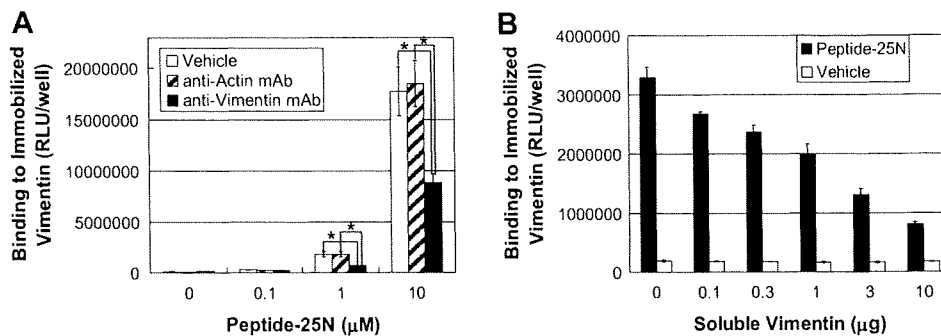 A
Binding to Immobilized
Vimentin (RLU/well)
20000000
15000000
10000000
5000000
0
Vehicle
anti-Actin mAb
anti-Vimentin mAb
* *
* *
0 0.1 1 10
Peptide-25N (μM)
B
Binding to Immobilized
Vimentin (RLU/well)
4000000
3000000
2000000
1000000
0
Peptide-25N
Vehicle
0 0.1 0.3 1 3 10
Soluble Vimentin (μg)